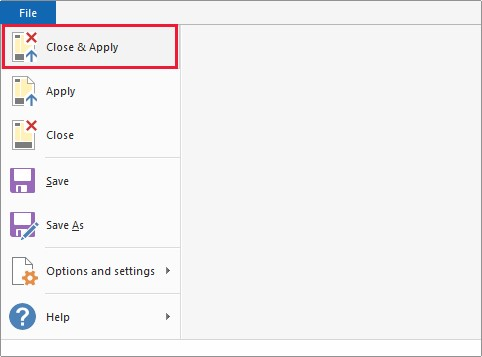 File
Close & Apply
Apply
Close
Save
Save As
Options and settings
Help